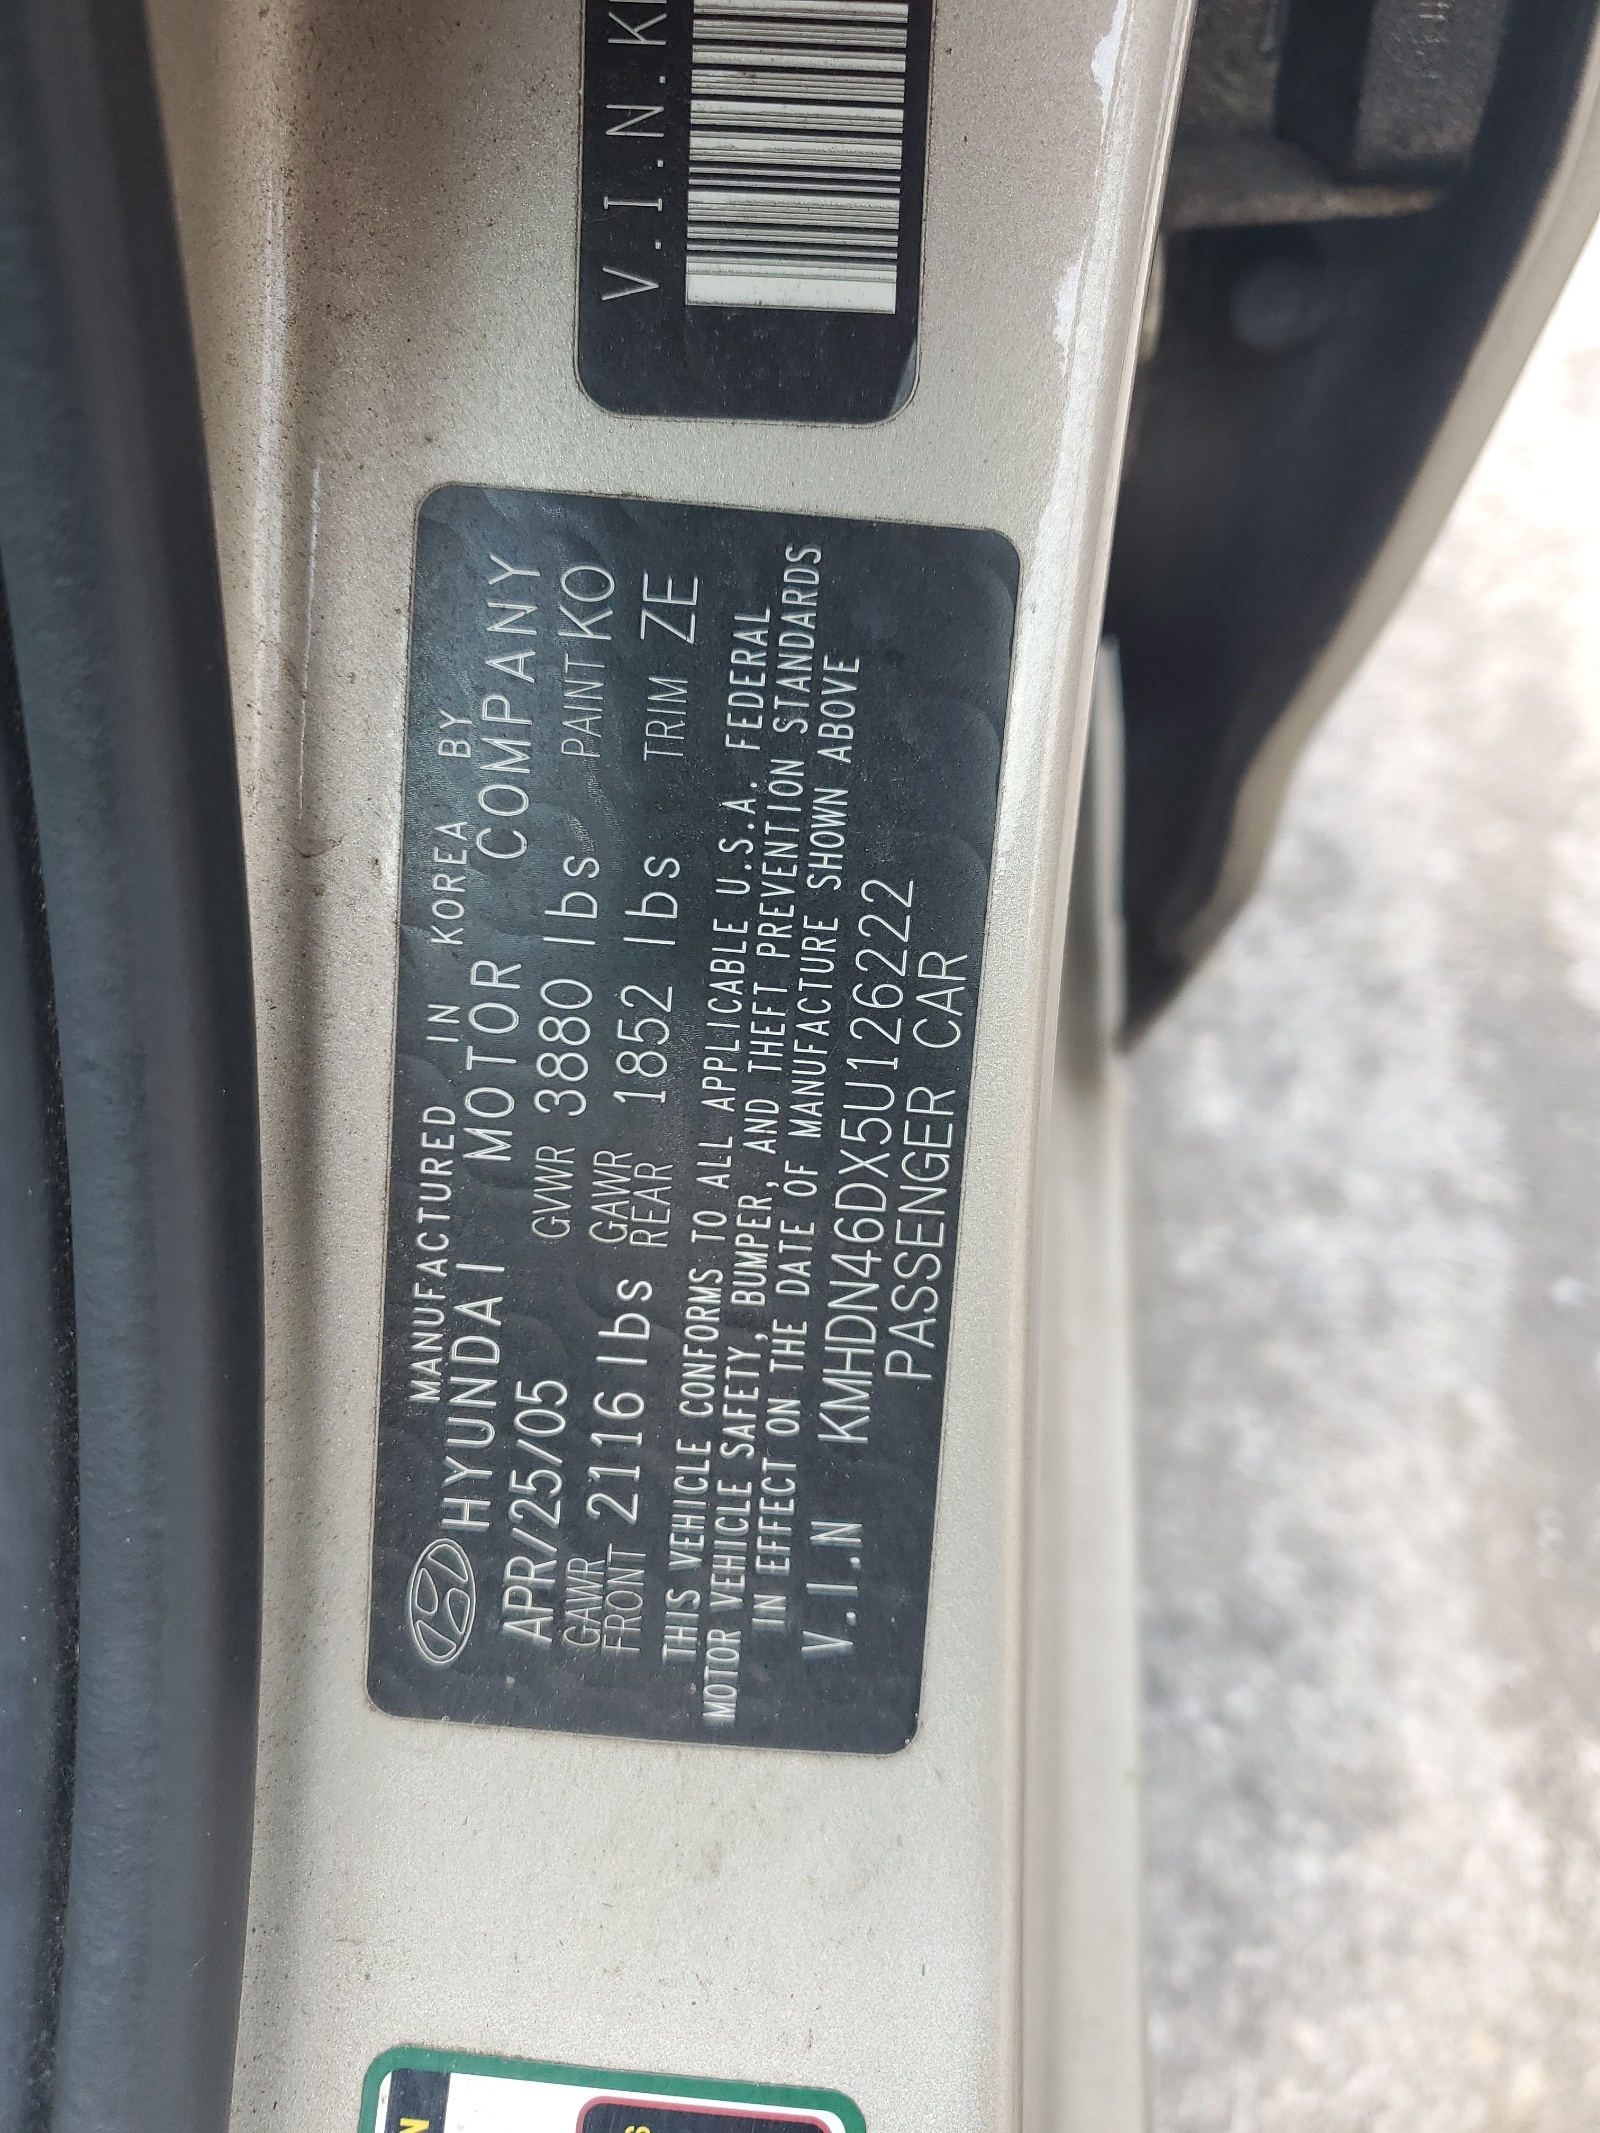 MANUFACTURED IN KOREA BY
HYUNDAI MOTOR COMPANY
APR/25/05 GVWR 3880 lbs PAINT KO
GAWR FRONT 2116 lbs GAWR REAR 1852 lbs TRIM ZE
THIS VEHICLE CONFORMS TO ALL APPLICABLE U.S.A. FEDERAL
MOTOR VEHICLE SAFETY, BUMPER, AND THEFT PREVENTION STANDARDS
IN EFFECT ON THE DATE OF MANUFACTURE SHOWN ABOVE
V.I.N KMHDN46DX5U126222
PASSENGER CAR
V.I.N.K